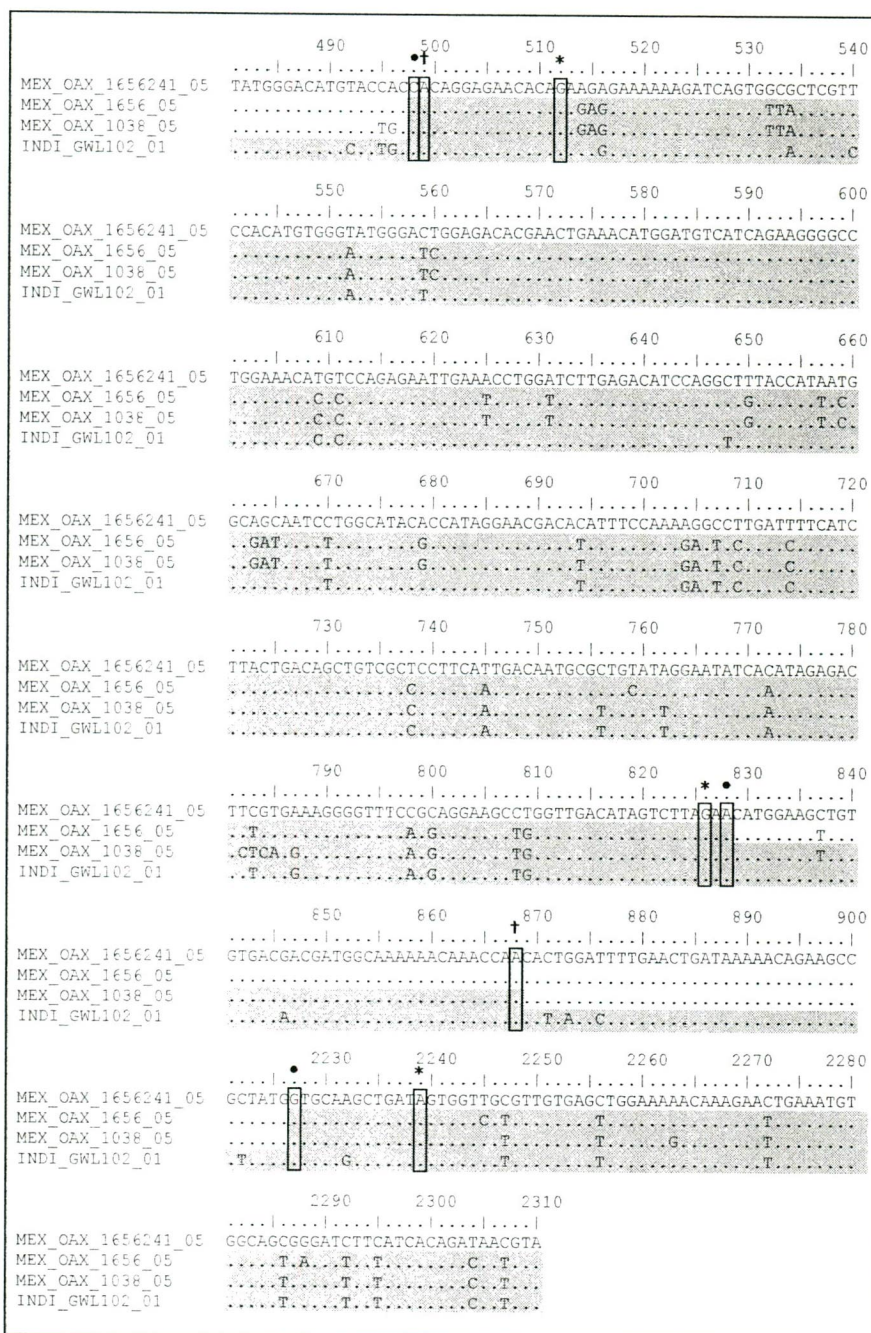 490 500 510 520 530 540
●† *
....|....|....|....|....|....|....|....|....|....|....|....|
MEX_OAX_1656241_05 TATGGGACATGTACCACCACAGGAGAACACAGAAGAGAAAAAAGATCAGTGGCGCTCGTT
MEX_OAX_1656_05 .................................GAG...............TTA......
MEX_OAX_1038_05 ..............TG.................GAG...............TTA......
INDI_GWL102_01 ...........C..TG...................G.................A.....C
550 560 570 580 590 600
....|....|....|....|....|....|....|....|....|....|....|....|
MEX_OAX_1656241_05 CCACATGTGGGTATGGGACTGGAGACACGAACTGAAACATGGATGTCATCAGAAGGGGCC
MEX_OAX_1656_05 ...........A......TC........................................
MEX_OAX_1038_05 ...........A......TC........................................
INDI_GWL102_01 ...........A......T.........................................
610 620 630 640 650 660
....|....|....|....|....|....|....|....|....|....|....|....|
MEX_OAX_1656241_05 TGGAAACATGTCCAGAGAATTGAAACCTGGATCTTGAGACATCCAGGCTTTACCATAATG
MEX_OAX_1656_05 ........C.C.............T.....T..................G......T.C.
MEX_OAX_1038_05 ........C.C.............T.....T..................G......T.C.
INDI_GWL102_01 ........C.C....................................T............
670 680 690 700 710 720
....|....|....|....|....|....|....|....|....|....|....|....|
MEX_OAX_1656241_05 GCAGCAATCCTGGCATACACCATAGGAACGACACATTTCCAAAAGGCCTTGATTTTCATC
MEX_OAX_1656_05 ..GAT....T........G..............T.........GA.T.C....C......
MEX_OAX_1038_05 ..GAT....T........G..............T.........GA.T.C....C......
INDI_GWL102_01 .........T.......................T.........GA.T.C....C......
730 740 750 760 770 780
....|....|....|....|....|....|....|....|....|....|....|....|
MEX_OAX_1656241_05 TTACTGACAGCTGTCGCTCCTTCATTGACAATGCGCTGTATAGGAATATCACATAGAGAC
MEX_OAX_1656_05 .................C......A.............C............A........
MEX_OAX_1038_05 .................C......A..........T.....T.........A........
INDI_GWL102_01 .................C......A..........T.....T.........A........
790 800 810 820 830 840
* ●
....|....|....|....|....|....|....|....|....|....|....|....|
MEX_OAX_1656241_05 TTCGTGAAAGGGGTTTCCGCAGGAAGCCTGGTTGACATAGTCTTAGAACATGGAAGCTGT
MEX_OAX_1656_05 ..T..............A.G.......TG...........................T...
MEX_OAX_1038_05 .CTCA.G..........A.G.......TG...........................T...
INDI_GWL102_01 ..T...G..........A.G.......TG...............................
850 860 870 880 890 900
†
....|....|....|....|....|....|....|....|....|....|....|....|
MEX_OAX_1656241_05 GTGACGACGATGGCAAAAAACAAACCAACACTGGATTTTGAACTGATAAAAACAGAAGCC
MEX_OAX_1656_05 ............................................................
MEX_OAX_1038_05 ............................................................
INDI_GWL102_01 .....A........................T.A..C........................
2230 2240 2250 2260 2270 2280
● *
....|....|....|....|....|....|....|....|....|....|....|....|
MEX_OAX_1656241_05 GCTATGGTGCAAGCTGATAGTGGTTGCGTTGTGAGCTGGAAAAACAAAGAACTGAAATGT
MEX_OAX_1656_05 ........................C.T........T...............T........
MEX_OAX_1038_05 ..........................T........T......G........T........
INDI_GWL102_01 .T.........G..............T........T...............T........
2290 2300 2310
....|....|....|....|....|....|
MEX_OAX_1656241_05 GGCAGCGGGATCTTCATCACAGATAACGTA
MEX_OAX_1656_05 .....T.A...T..T........C..T...
MEX_OAX_1038_05 .....T.....T..T........C..T...
INDI_GWL102_01 .....T.....T..T........C..T...